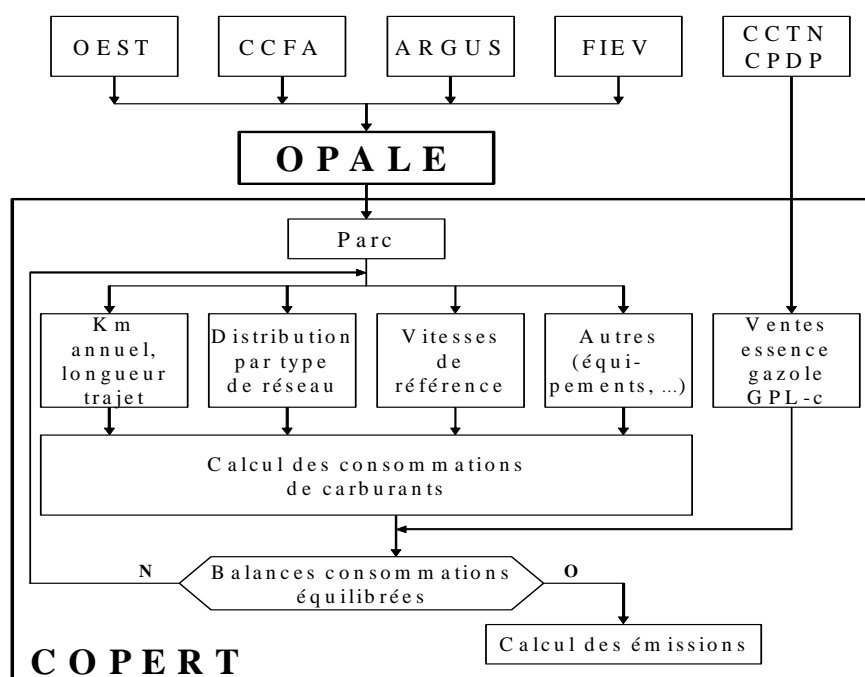 OEST
CCFA
ARGUS
FIEV
CCTN
CPDP
OPALE
Parc
Km
annuel,
longueur
trajet
Distribution
par type
de réseau
Vitesses
de
référence
Autres
(équi-
pements, ...)
Ventes
essence
gazole
GPL-c
Calcul des consommations
de carburants
N
Balances consommations
équilibrées
O
Calcul des émissions
COPERT